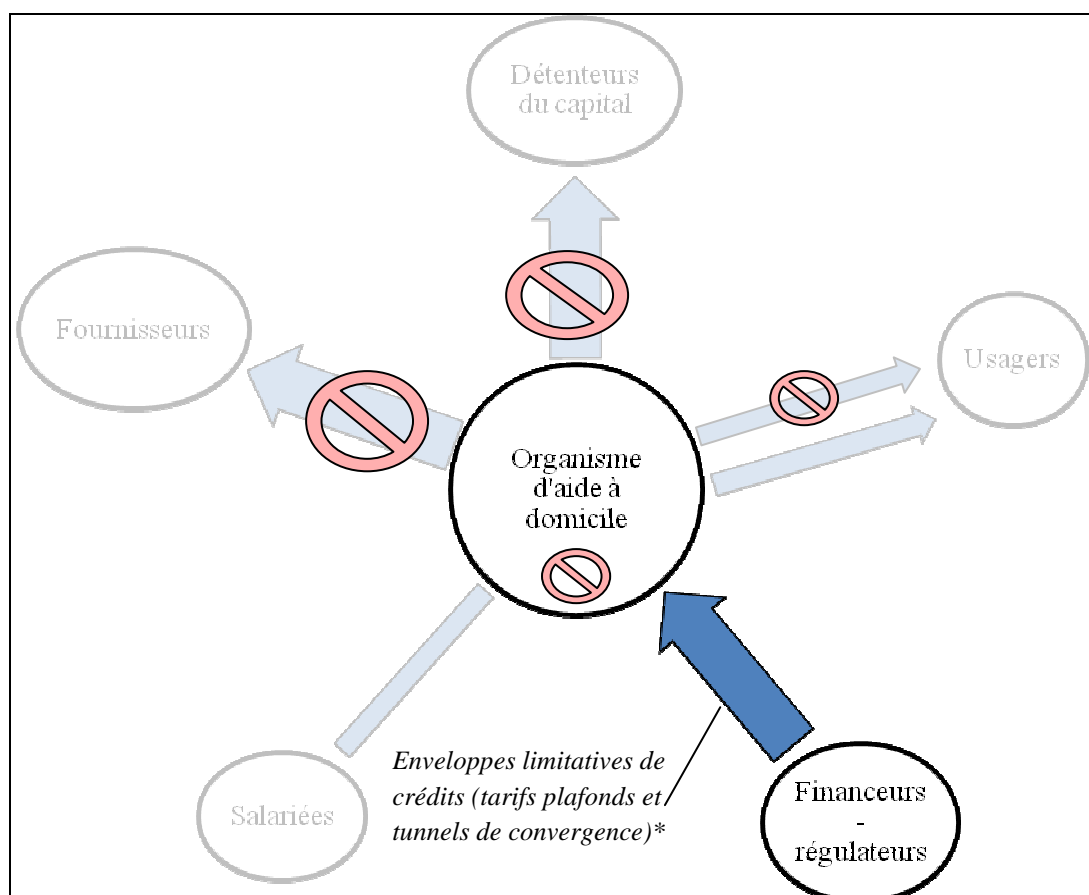 Détenteurs
du capital
Fournisseurs
Usagers
Organisme
d'aide à
domicile
Enveloppes limitatives de
crédits (tarifs plafonds et
tunnels de convergence)*
Salariées
Financeurs
-
régulateurs